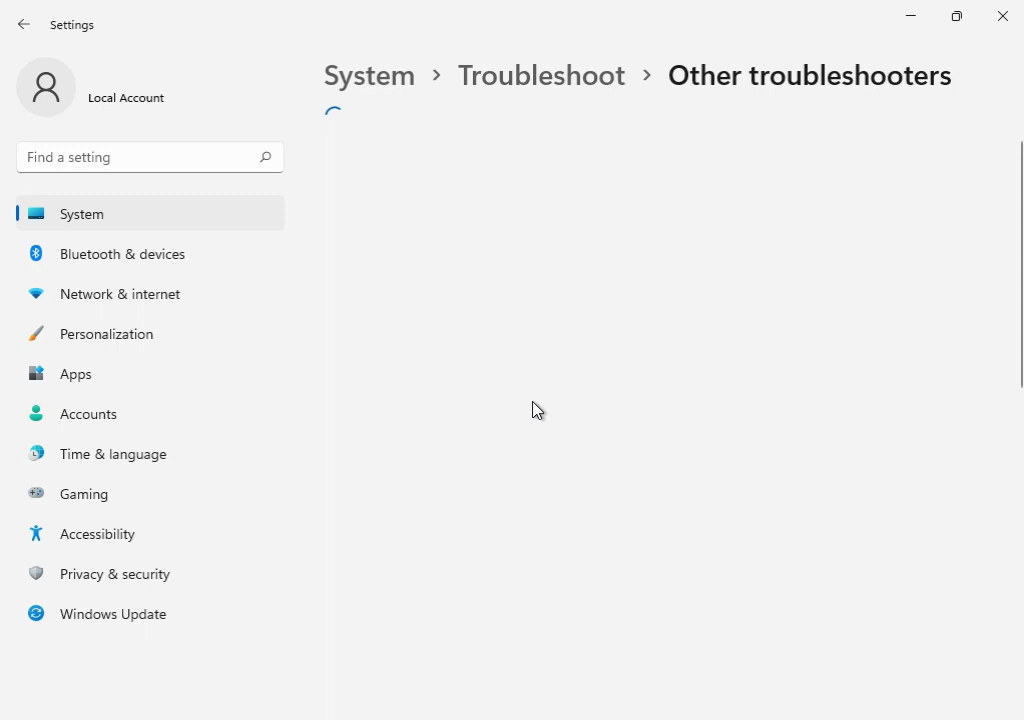 Settings
Local Account
Find a setting
System
Bluetooth & devices
Network & internet
Personalization
Apps
Accounts
Time & language
Gaming
Accessibility
Privacy & security
Windows Update
System > Troubleshoot > Other troubleshooters